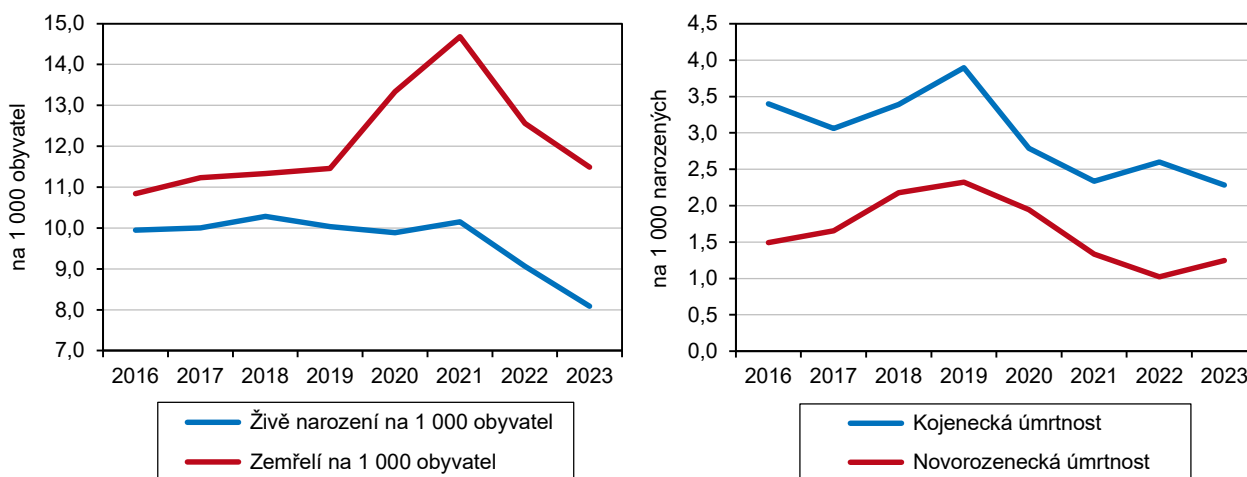 na 1 000 obyvatel
15,0
14,0
13,0
12,0
11,0
10,0
9,0
8,0
7,0
2016 2017 2018 2019 2020 2021 2022 2023
Živě narození na 1 000 obyvatel
Zemřelí na 1 000 obyvatel
na 1 000 narozených
4,5
4,0
3,5
3,0
2,5
2,0
1,5
1,0
0,5
0,0
2016 2017 2018 2019 2020 2021 2022 2023
Kojenecká úmrtnost
Novorozenecká úmrtnost